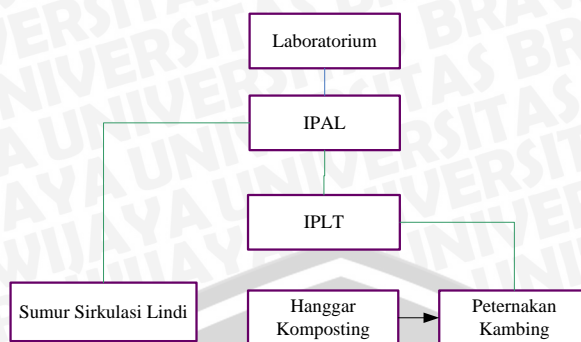 Laboratorium
IPAL
IPLT
Sumur Sirkulasi Lindi
Hanggar
Komposting
Peternakan
Kambing